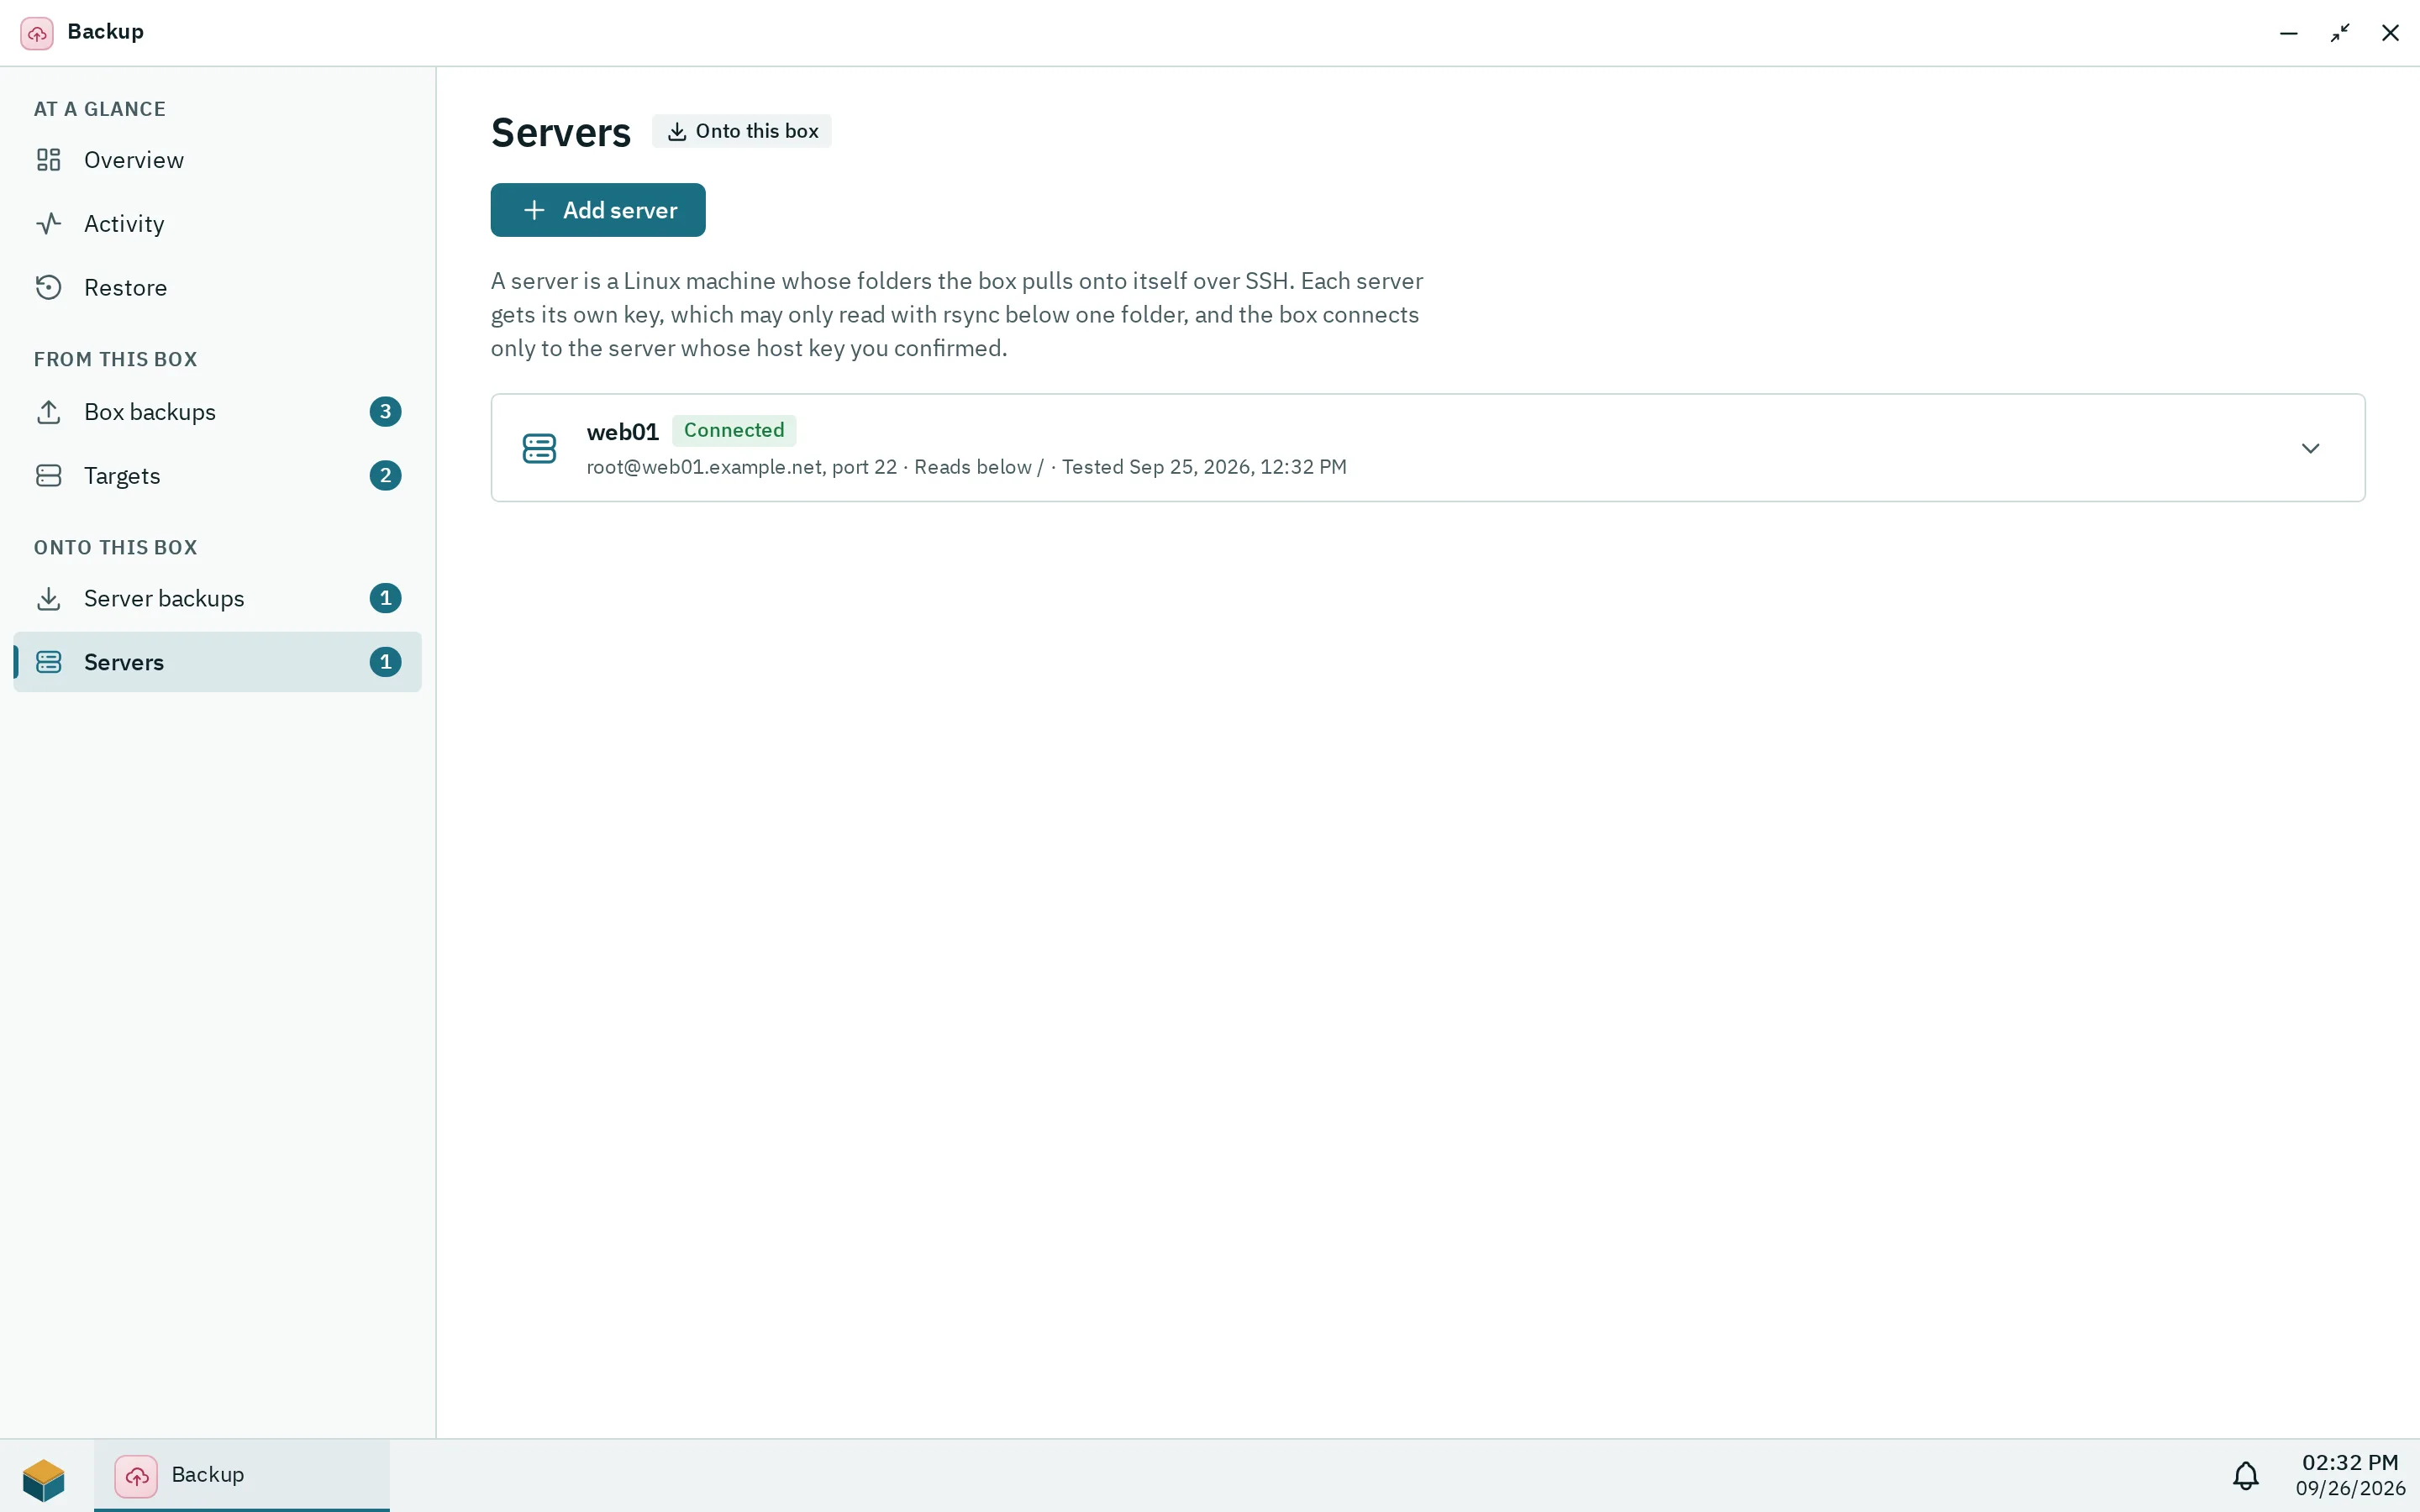 Backup
AT A GLANCE
Overview
Activity
Restore
FROM THIS BOX
Box backups 3
Targets 2
ONTO THIS BOX
Server backups 1
Servers 1
Servers Onto this box
Add server
A server is a Linux machine whose folders the box pulls onto itself over SSH. Each server
gets its own key, which may only read with rsync below one folder, and the box connects
only to the server whose host key you confirmed.
web01 Connected
root@web01.example.net, port 22 · Reads below / · Tested Sep 25, 2026, 12:32 PM
Backup
02:32 PM
09/26/2026